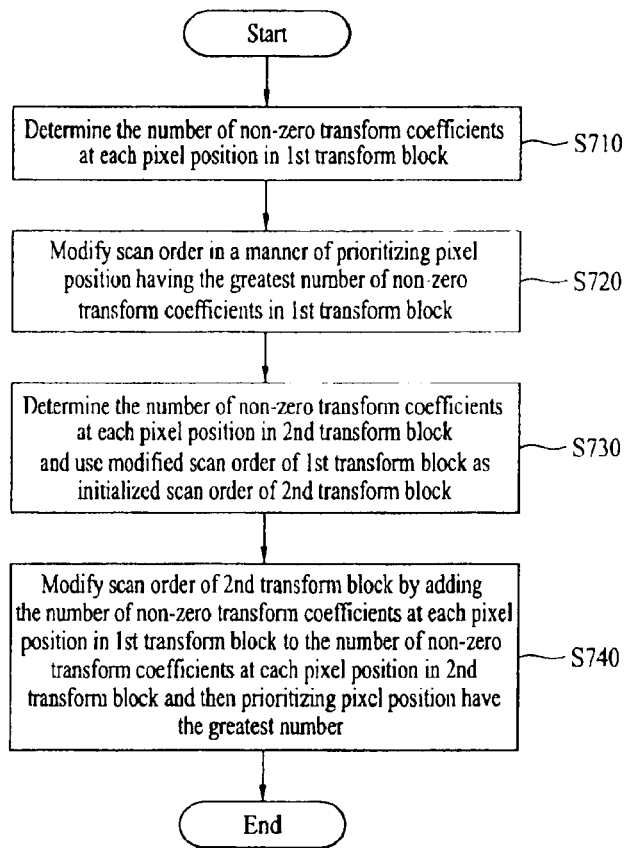 Start
Determine the number of non-zero transform coefficients
at each pixel position in 1st transform block
S710
Modify scan order in a manner of prioritizing pixel
position having the greatest number of non-zero
transform coefficients in 1st transform block
S720
Determine the number of non-zero transform coefficients
at each pixel position in 2nd transform block
and use modified scan order of 1st transform block as
initialized scan order of 2nd transform block
S730
Modify scan order of 2nd transform block by adding
the number of non-zero transform coefficients at each pixel
position in 1st transform block to the number of non-zero
transform coefficients at each pixel position in 2nd
transform block and then prioritizing pixel position have
the greatest number
S740
End